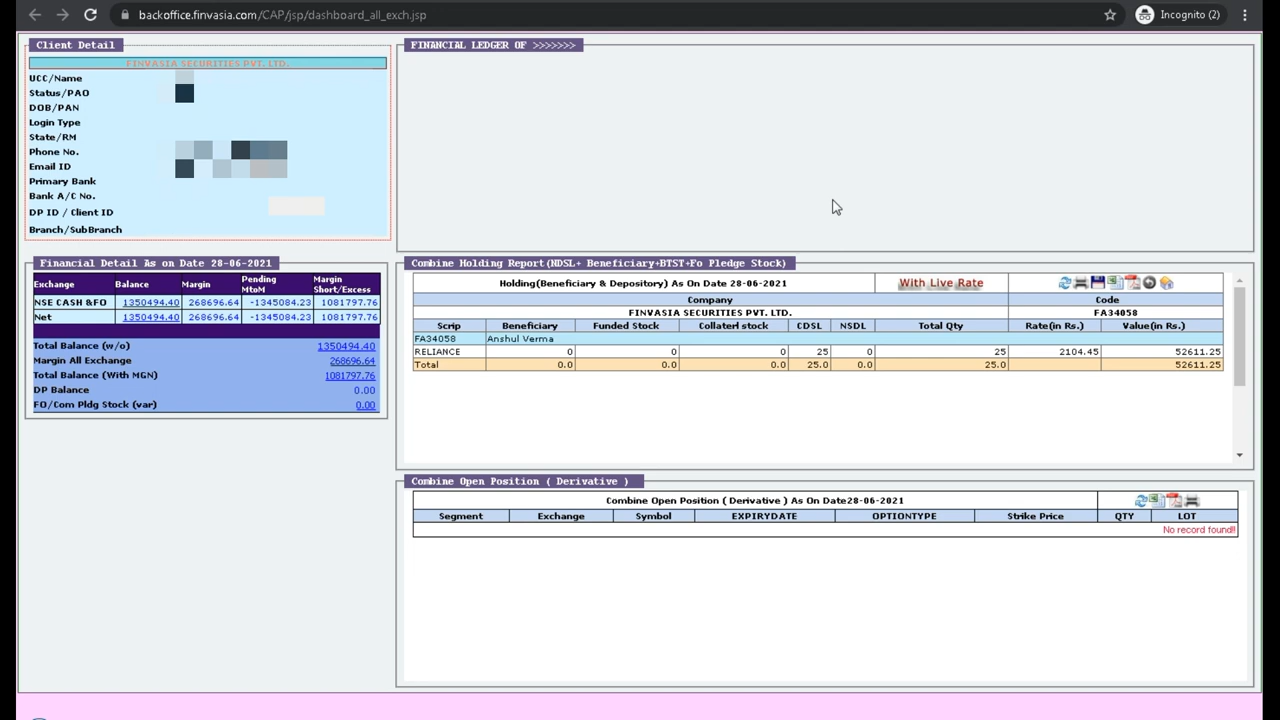 backoffice.finvasia.com/CAP/jsp/dashboard_all_exch.jsp
Incognito (2)
Client Detail
FINVASIA SECURITIES PVT. LTD.
UCC/Name
Status/PAO
DOB/PAN
Login Type
State/RM
Phone No.
Email ID
Primary Bank
Bank A/C No.
DP ID / Client ID
Branch/SubBranch
FINANCIAL LEDGER OF >>>>>>>
Financial Detail As on Date 28-06-2021
Exchange Balance Margin Pending MtoM Margin Short/Excess
NSE CASH &FO 1350494.40 268696.64 -1345084.23 1081797.76
Net 1350494.40 268696.64 -1345084.23 1081797.76
Total Balance (w/o) 1350494.40
Margin All Exchange 268696.64
Total Balance (With MGN) 1081797.76
DP Balance 0.00
FO/Com Pldg Stock (var) 0.00
Combine Holding Report(NDSL+ Beneficiary+BTST+Fo Pledge Stock)
Holding(Beneficiary & Depository) As On Date 28-06-2021 With Live Rate
Company Code
FINVASIA SECURITIES PVT. LTD. FA34058
Scrip Beneficiary Funded Stock Collaterl stock CDSL NSDL Total Qty Rate(in Rs.) Value(in Rs.)
FA34058 Anshul Verma
RELIANCE 0 0 0 25 0 25 2104.45 52611.25
Total 0.0 0.0 0.0 25.0 0.0 25.0 52611.25
Combine Open Position ( Derivative )
Combine Open Position ( Derivative ) As On Date28-06-2021
Segment Exchange Symbol EXPIRYDATE OPTIONTYPE Strike Price QTY LOT
No record found!!